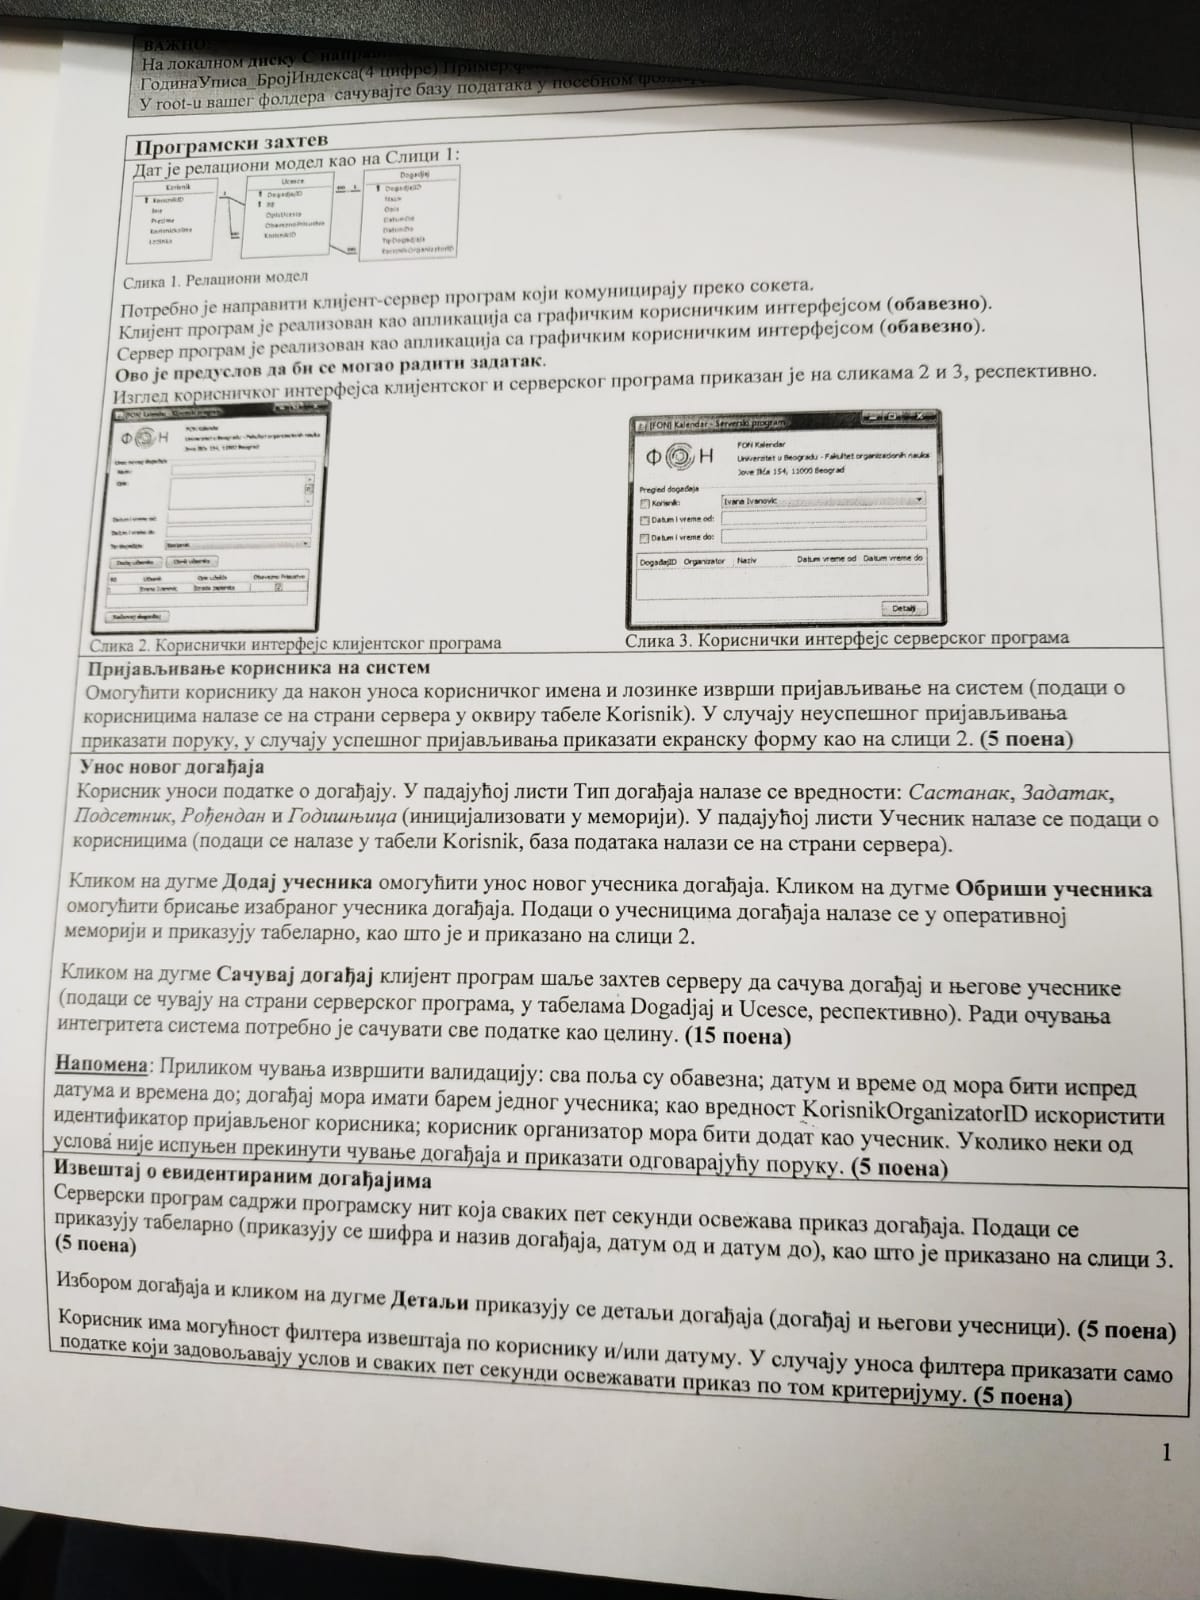 ВАЖНО:
На локалном диску C
ГодинаУписа_БројИндекса(4 цифре) Пример:
У root-u вашег фолдера сачувајте базу података у посебном
Програмски захтев
Дат је релациони модел као на Слици 1:
Korisnik
KorisnikID
Ime
Prezime
KorisnickoIme
Lozinka
Ucesce
DogadjajID
RB
OpisUcesca
ObaveznoPrisustvo
KorisnikID
Dogadjaj
DogadjajID
Naziv
Opis
DatumOd
DatumDo
TipDogadjaja
KorisnikOrganizatorID
Слика 1. Релациони модел
Потребно је направити клијент-сервер програм који комуницирају преко сокета.
Клијент програм је реализован као апликација са графичким корисничким интерфејсом (обавезно).
Сервер програм је реализован као апликација са графичким корисничким интерфејсом (обавезно).
Ово је предуслов да би се могао радити задатак.
Изглед корисничког интерфејса клијентског и серверског програма приказан је на сликама 2 и 3, респективно.
[FON] Kalendar - Klijentski program
ФОН
FON Kalendar
Univerzitet u Beogradu - Fakultet organizacionih nauka
Jove Ilića 154, 11000 Beograd
Unos novog događaja
Naziv:
Opis:
Datum i vreme od:
Datum i vreme do:
Tip događaja:
Sastanak
Dodaj učesnika
Obriši učesnika
RB Učesnik Opis učešća Obavezno Prisustvo
1 Ivana Ivanovic Izrada zapisnika
Sačuvaj događaj
Слика 2. Кориснички интерфејс клијентског програма
[FON] Kalendar - Serverski program
ФОН
FON Kalendar
Univerzitet u Beogradu - Fakultet organizacionih nauka
Jove Ilića 154, 11000 Beograd
Pregled događaja
Korisnik: Ivana Ivanovic
Datum i vreme od:
Datum i vreme do:
DogađajID Organizator Naziv Datum vreme od Datum vreme do
Detalji
Слика 3. Кориснички интерфејс серверског програма
Пријављивање корисника на систем
Омогућити кориснику да након уноса корисничког имена и лозинке изврши пријављивање на систем (подаци о
корисницима налазе се на страни сервера у оквиру табеле Korisnik). У случају неуспешног пријављивања
приказати поруку, у случају успешног пријављивања приказати екранску форму као на слици 2. (5 поена)
Унос новог догађаја
Корисник уноси податке о догађају. У падајућој листи Тип догађаја налазе се вредности: Састанак, Задатак,
Подсетник, Рођендан и Годишњица (иницијализовати у меморији). У падајућој листи Учесник налазе се подаци о
корисницима (подаци се налазе у табели Korisnik, база података налази се на страни сервера).
Кликом на дугме Додај учесника омогућити унос новог учесника догађаја. Кликом на дугме Обриши учесника
омогућити брисање изабраног учесника догађаја. Подаци о учесницима догађаја налазе се у оперативној
меморији и приказују табеларно, као што је и приказано на слици 2.
Кликом на дугме Сачувај догађај клијент програм шаље захтев серверу да сачува догађај и његове учеснике
(подаци се чувају на страни серверског програма, у табелама Dogadjaj и Ucesce, респективно). Ради очувања
интегритета система потребно је сачувати све податке као целину. (15 поена)
Напомена: Приликом чувања извршити валидацију: сва поља су обавезна; датум и време од мора бити испред
датума и времена до; догађај мора имати барем једног учесника; као вредност KorisnikOrganizatorID искористити
идентификатор пријављеног корисника; корисник организатор мора бити додат као учесник. Уколико неки од
услова није испуњен прекинути чување догађаја и приказати одговарајућу поруку. (5 поена)
Извештај о евидентираним догађајима
Серверски програм садржи програмску нит која сваких пет секунди освежава приказ догађаја. Подаци се
приказују табеларно (приказују се шифра и назив догађаја, датум од и датум до), као што је приказано на слици 3.
(5 поена)
Избором догађаја и кликом на дугме Детаљи приказују се детаљи догађаја (догађај и његови учесници). (5 поена)
Корисник има могућност филтера извештаја по кориснику и/или датуму. У случају уноса филтера приказати само
податке који задовољавају услов и сваких пет секунди освежавати приказ по том критеријуму. (5 поена)
1